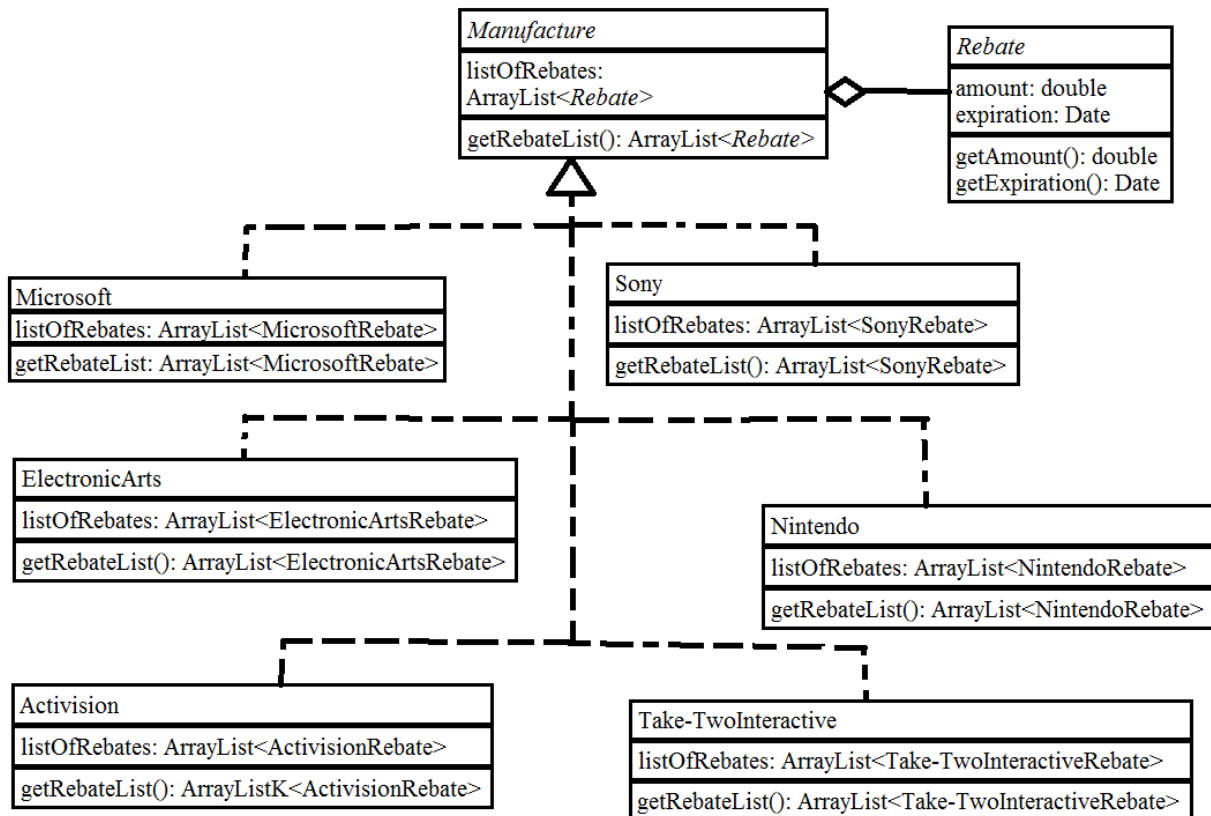 Manufacture
listOfRebates:
ArrayList<Rebate>
getRebateList(): ArrayList<Rebate>
Rebate
amount: double
expiration: Date
getAmount(): double
getExpiration(): Date
Microsoft
listOfRebates: ArrayList<MicrosoftRebate>
getRebateList: ArrayList<MicrosoftRebate>
Sony
listOfRebates: ArrayList<SonyRebate>
getRebateList(): ArrayList<SonyRebate>
ElectronicArts
listOfRebates: ArrayList<ElectronicArtsRebate>
getRebateList(): ArrayList<ElectronicArtsRebate>
Nintendo
listOfRebates: ArrayList<NintendoRebate>
getRebateList(): ArrayList<NintendoRebate>
Activision
listOfRebates: ArrayList<ActivisionRebate>
getRebateList(): ArrayListK<ActivisionRebate>
Take-TwoInteractive
listOfRebates: ArrayList<Take-TwoInteractiveRebate>
getRebateList(): ArrayList<Take-TwoInteractiveRebate>